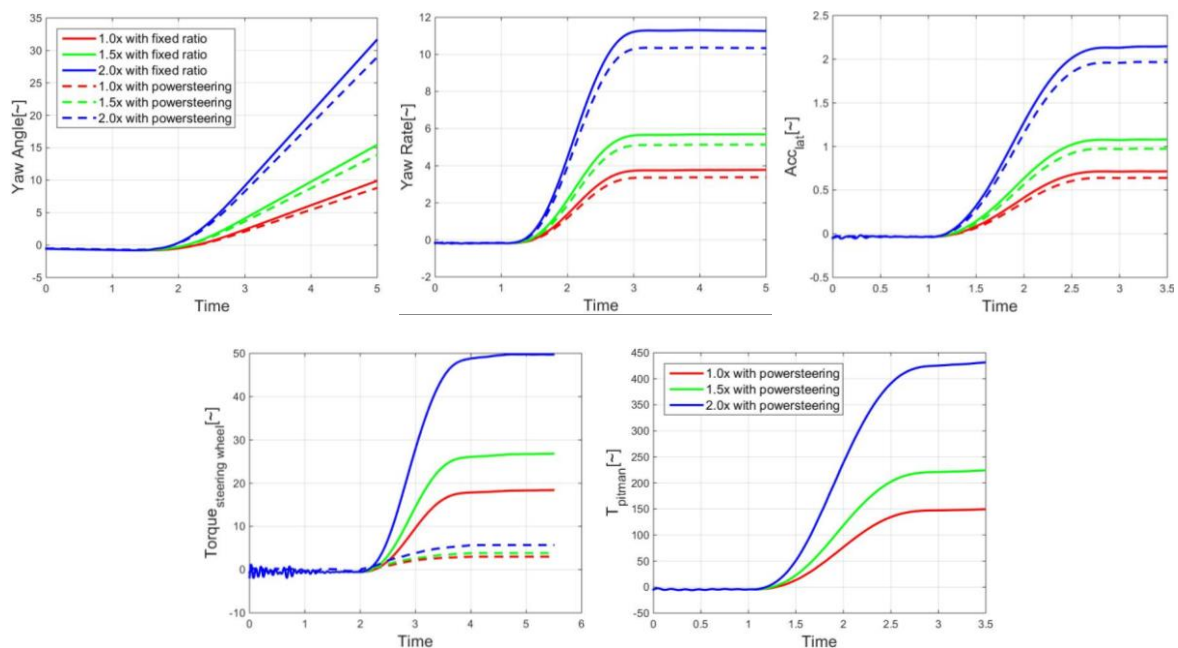 35
30
25
20
15
10
5
0
-5
Yaw Angle[~]
1.0x with fixed ratio
1.5x with fixed ratio
2.0x with fixed ratio
1.0x with powersteering
1.5x with powersteering
2.0x with powersteering
0 1 2 3 4 5
Time
12
10
8
6
4
2
0
-2
Yaw Rate[~]
0 1 2 3 4 5
Time
2.5
2
1.5
1
0.5
0
-0.5
Acc_lat[~]
0 0.5 1 1.5 2 2.5 3 3.5
Time
50
40
30
20
10
0
-10
Torque_steering wheel[~]
0 1 2 3 4 5 6
Time
450
400
350
300
250
200
150
100
50
0
-50
T_pitman[~]
1.0x with powersteering
1.5x with powersteering
2.0x with powersteering
0 0.5 1 1.5 2 2.5 3 3.5
Time